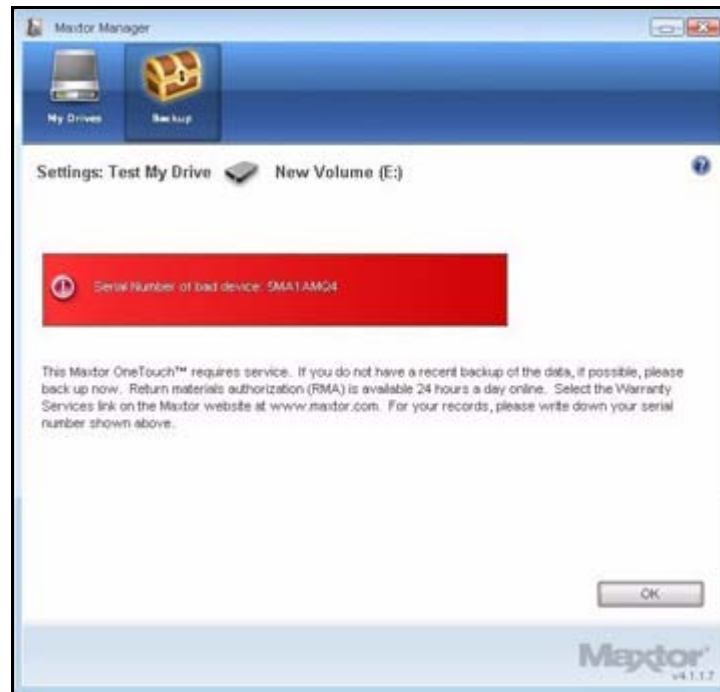 Maxtor Manager
My Drives
Backup
Settings: Test My Drive New Volume (E:)
Serial Number of bad device: 5MA1AMQ4
This Maxtor OneTouch™ requires service. If you do not have a recent backup of the data, if possible, please
back up now. Return materials authorization (RMA) is available 24 hours a day online. Select the Warranty
Services link on the Maxtor website at www.maxtor.com. For your records, please write down your serial
number shown above.
OK
Maxtor
v4.1.1.7